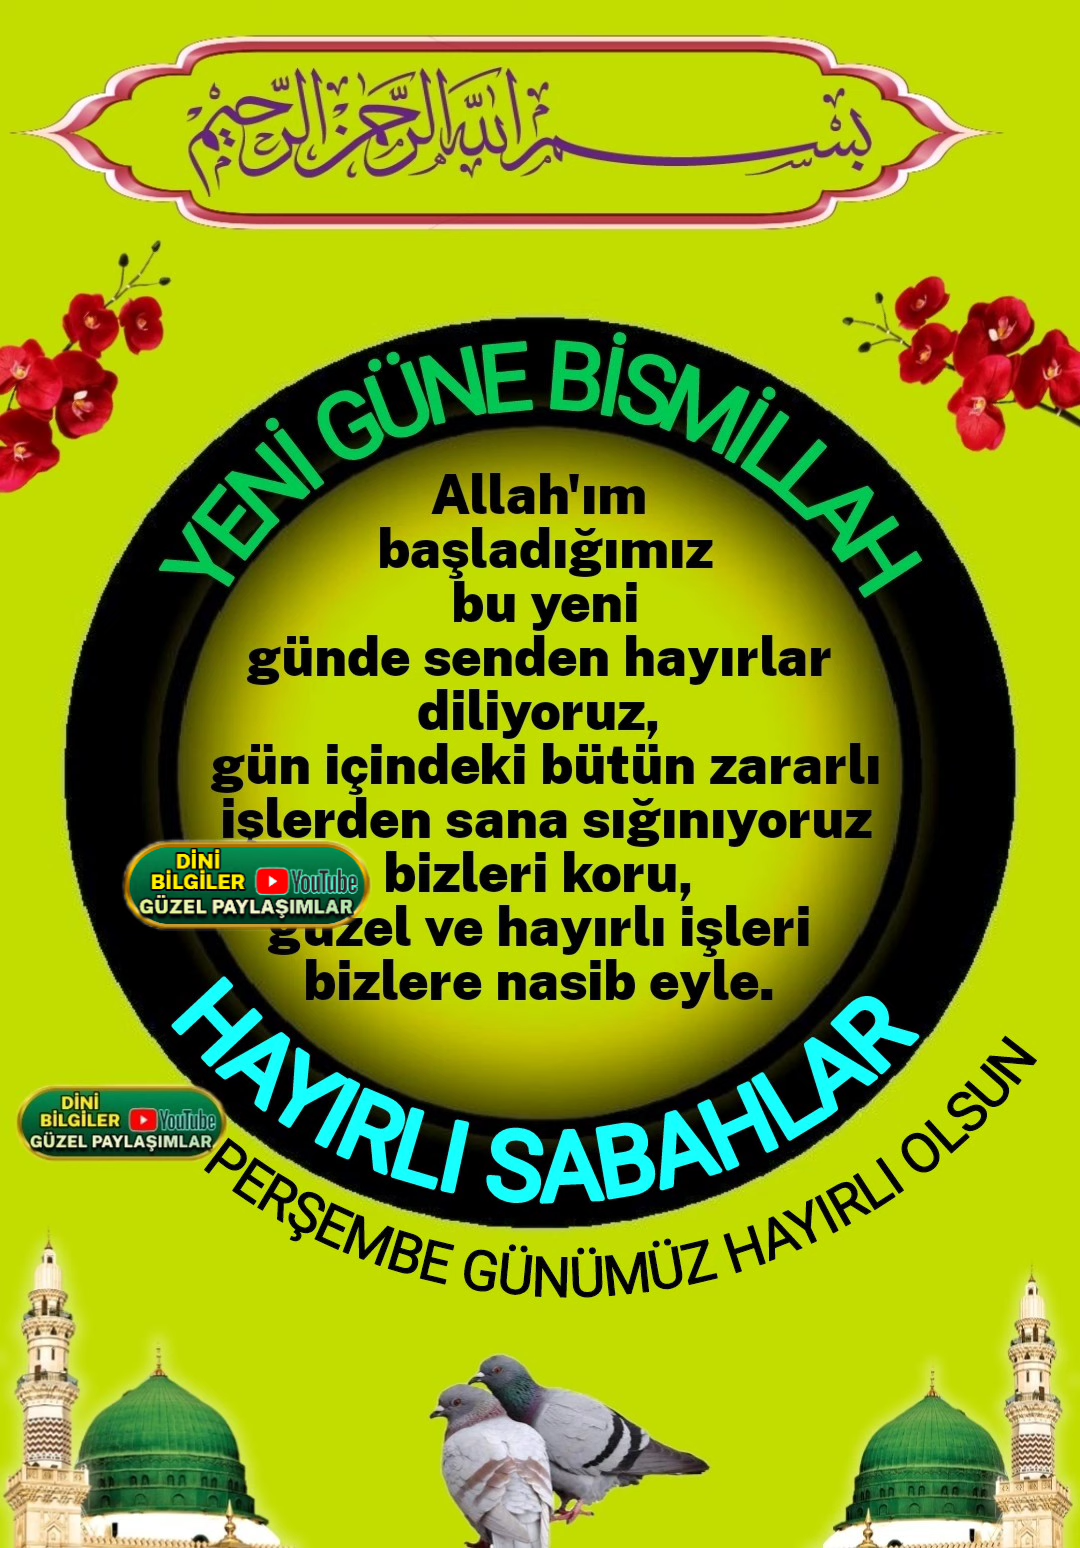 بسم الله الرحمن الرحيم
YENİ GÜNE BİSMİLLAH
Allah'ım
başladığımız
bu yeni
günde senden hayırlar
diliyoruz,
gün içindeki bütün zararlı
işlerden sana sığınıyoruz
bizleri koru,
güzel ve hayırlı işleri
bizlere nasib eyle.
DİNİ
BİLGİLER YouTube
GÜZEL PAYLAŞIMLAR
HAYIRLI SABAHLAR
DİNİ
BİLGİLER YouTube
GÜZEL PAYLAŞIMLAR
PERŞEMBE GÜNÜMÜZ HAYIRLI OLSUN